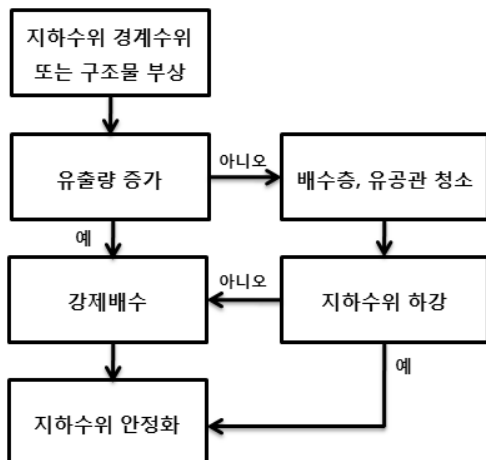 지하수위 경계수위
또는 구조물 부상
유출량 증가
아니오
배수층, 유공관 청소
예
강제배수
아니오
지하수위 하강
예
지하수위 안정화